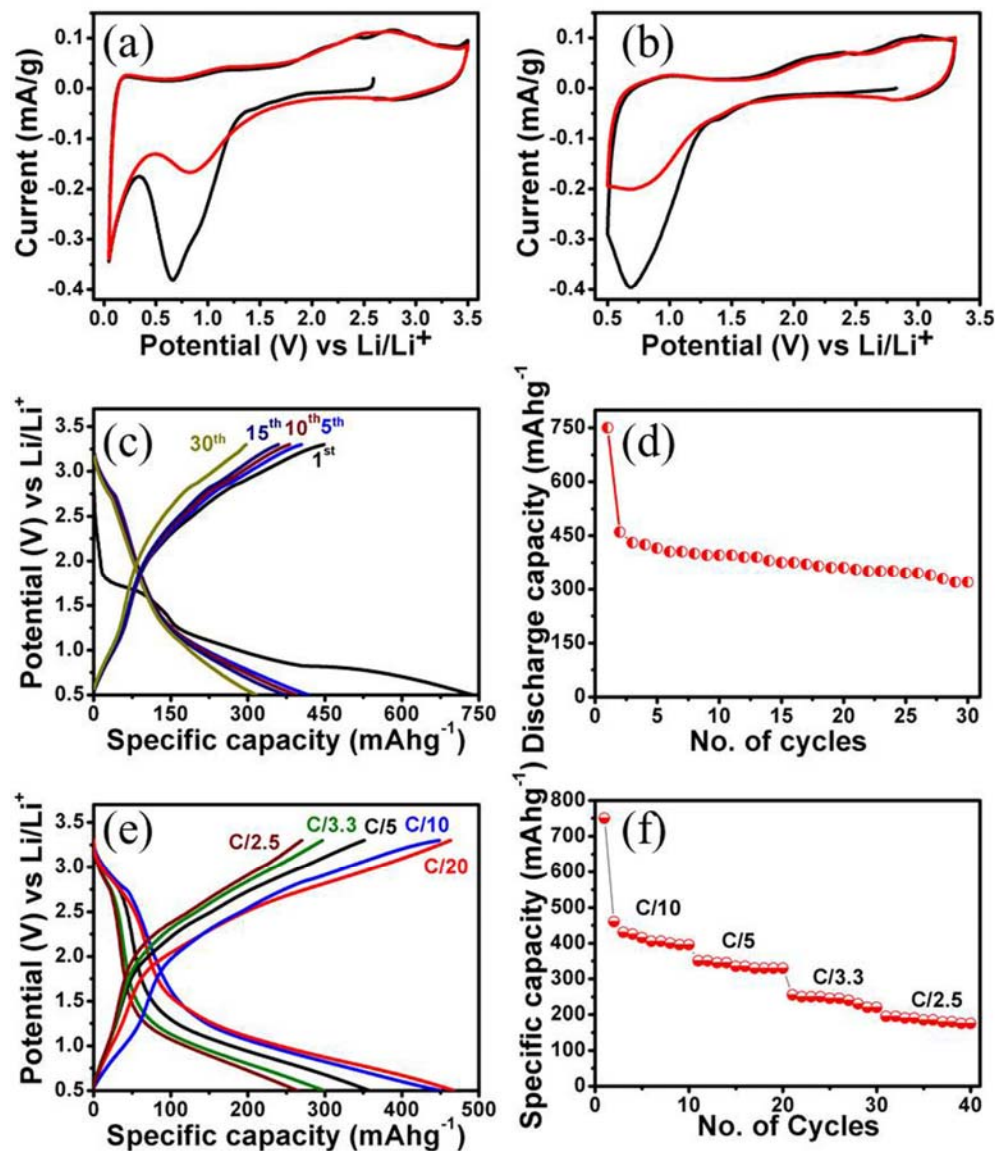 (a)
Current (mA/g)
0.1
0.0
-0.1
-0.2
-0.3
-0.4
0.0 0.5 1.0 1.5 2.0 2.5 3.0 3.5
Potential (V) vs Li/Li⁺
(b)
Current (mA/g)
0.1
0.0
-0.1
-0.2
-0.3
-0.4
0.5 1.0 1.5 2.0 2.5 3.0 3.5
Potential (V) vs Li/Li⁺
(c)
Potential (V) vs Li/Li⁺
3.5
3.0
2.5
2.0
1.5
1.0
0.5
30th 15th 10th 5th
1st
0 150 300 450 600 750
Specific capacity (mAhg⁻¹)
(d)
Discharge capacity (mAhg⁻¹)
750
600
450
300
150
0
0 5 10 15 20 25 30
No. of cycles
(e)
Potential (V) vs Li/Li⁺
3.5
3.0
2.5
2.0
1.5
1.0
0.5
C/2.5 C/3.3 C/5 C/10
C/20
0 100 200 300 400 500
Specific capacity (mAhg⁻¹)
(f)
Specific capacity (mAhg⁻¹)
800
700
600
500
400
300
200
100
0
C/10
C/5
C/3.3
C/2.5
0 10 20 30 40
No. of Cycles